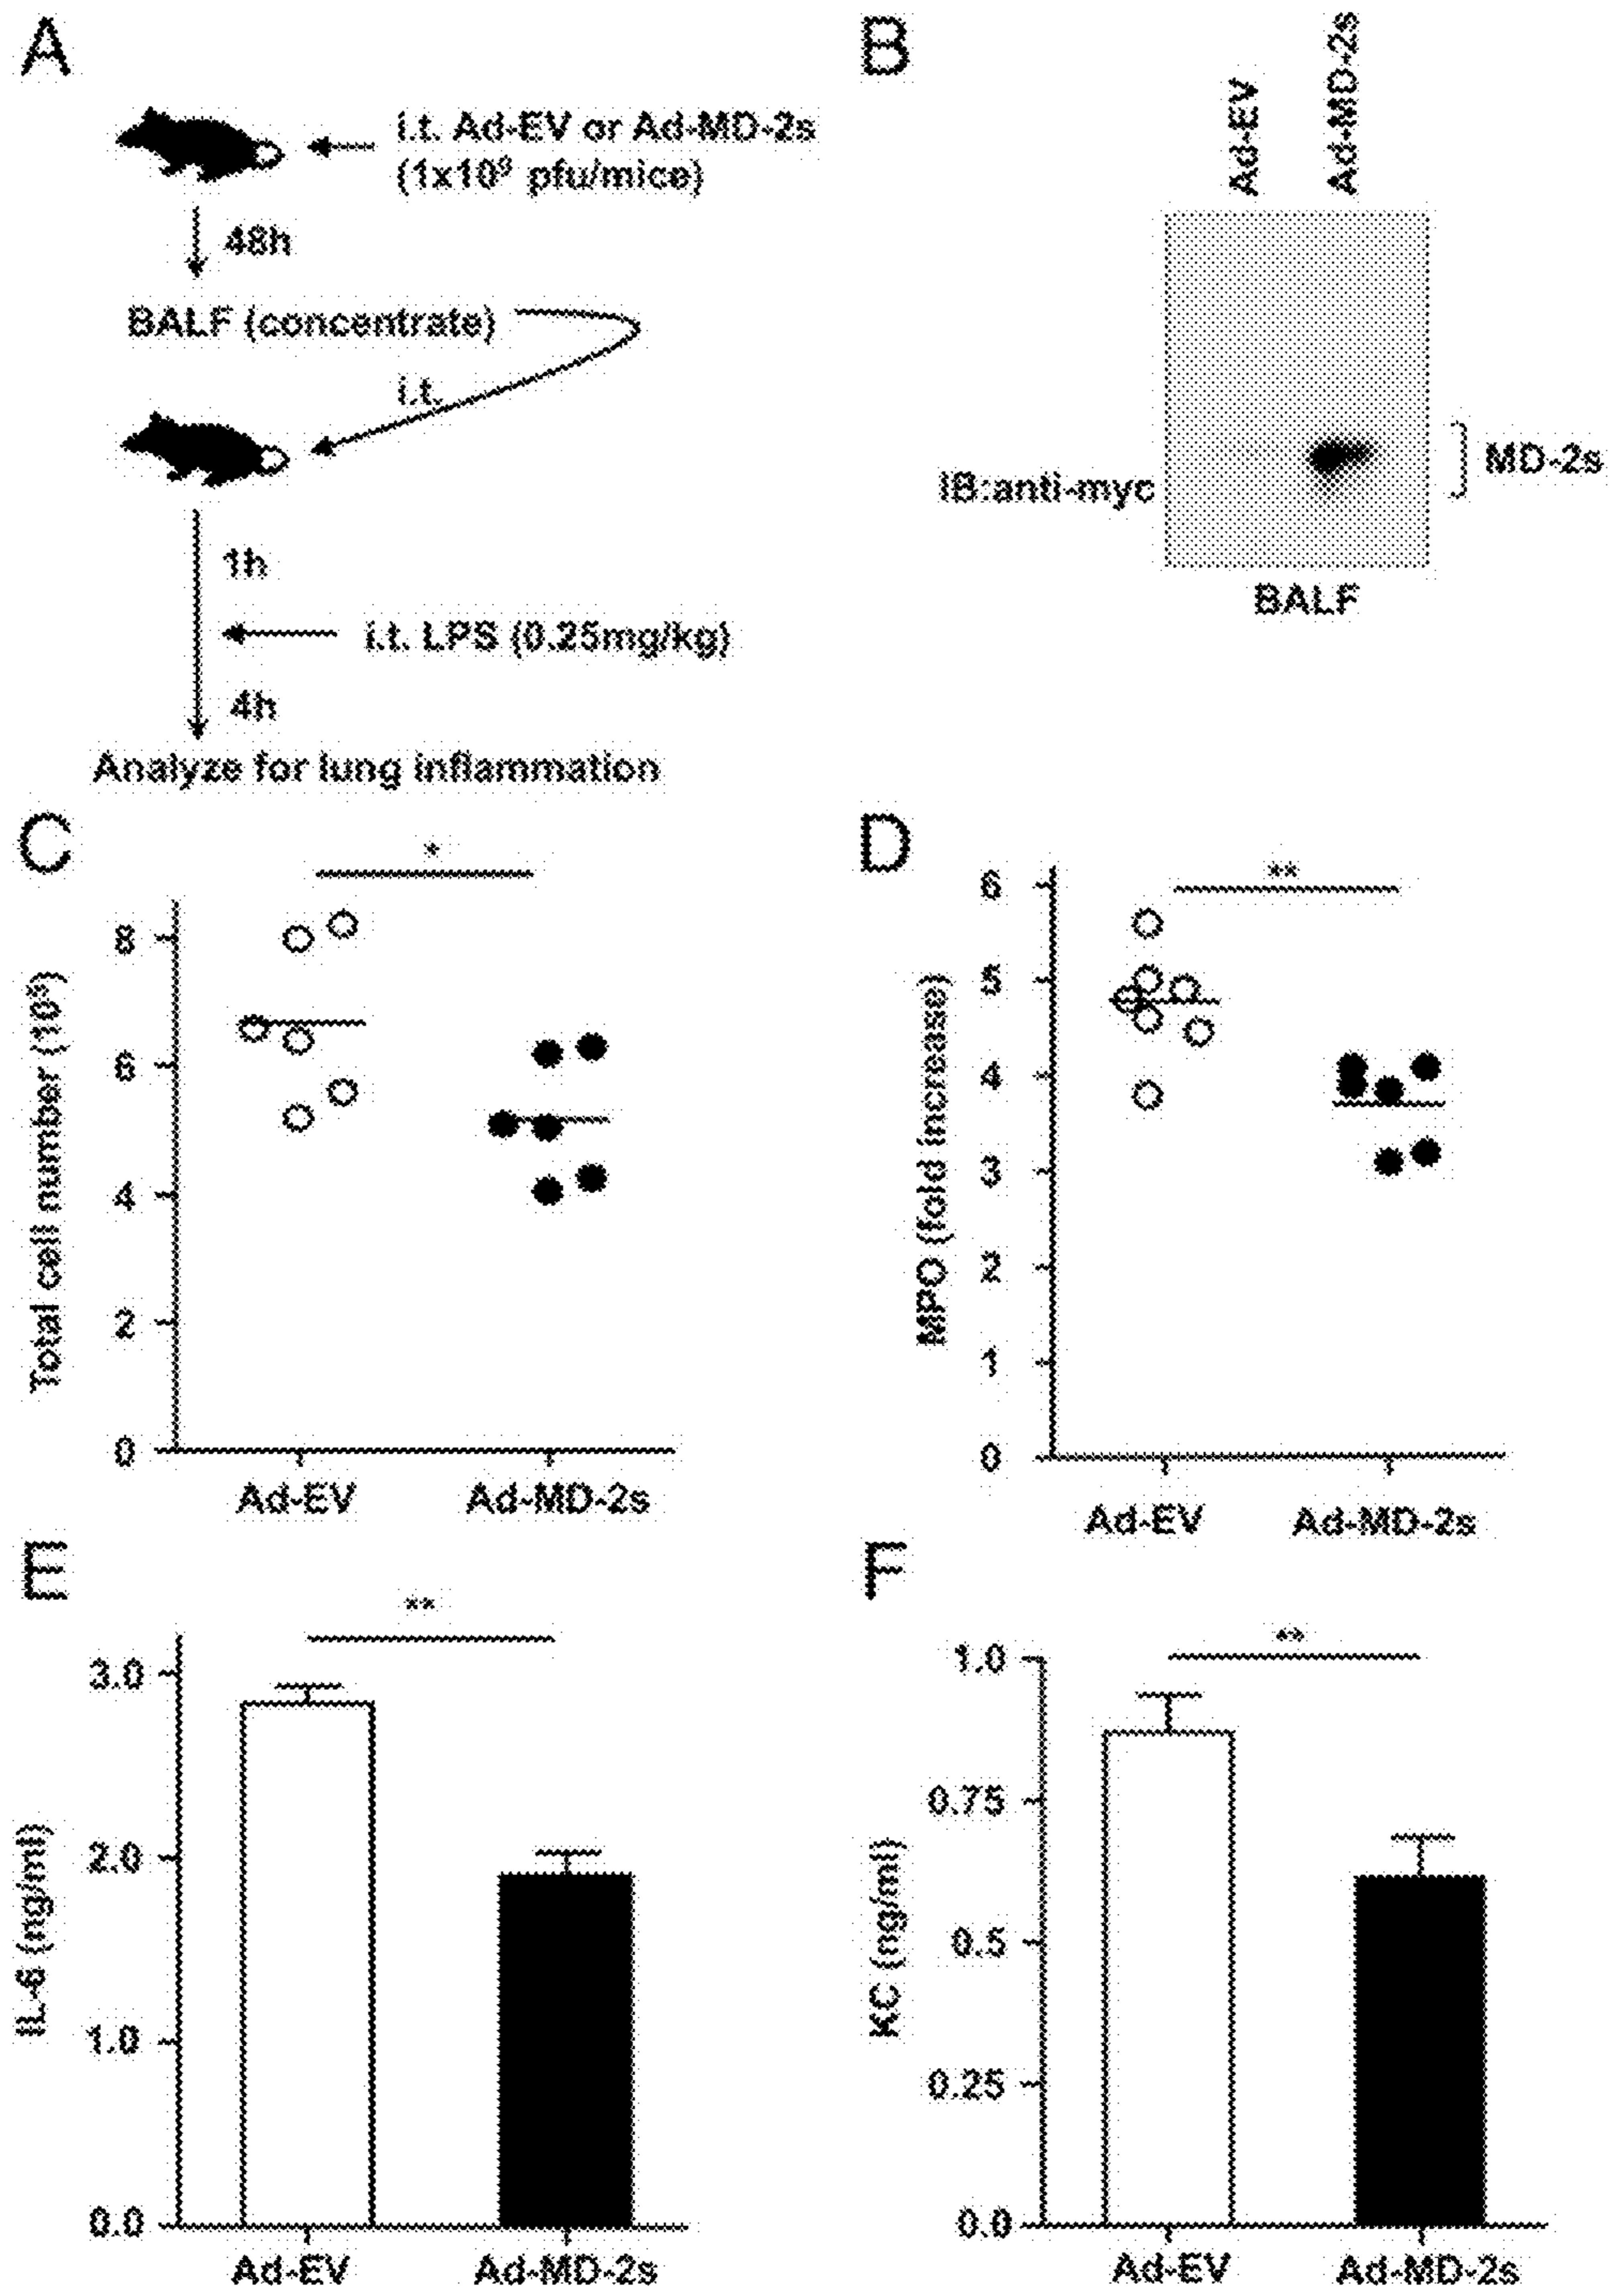 A
i.t. Ad-EV or Ad-MD-2s
(1x10⁹ pfu/mice)
48h
BALF (concentrate)
i.t.
1h
i.t. LPS (0.25mg/kg)
4h
Analyze for lung inflammation
B
Ad-EV
Ad-MD-2s
IB:anti-myc
MD-2s
BALF
C
*
Total cell number (10⁵)
8
6
4
2
0
Ad-EV
Ad-MD-2s
D
**
MPO (fold increase)
6
5
4
3
2
1
0
Ad-EV
Ad-MD-2s
E
**
IL-6 (ng/ml)
3.0
2.0
1.0
0.0
Ad-EV
Ad-MD-2s
F
**
KC (ng/ml)
1.0
0.75
0.5
0.25
0.0
Ad-EV
Ad-MD-2s